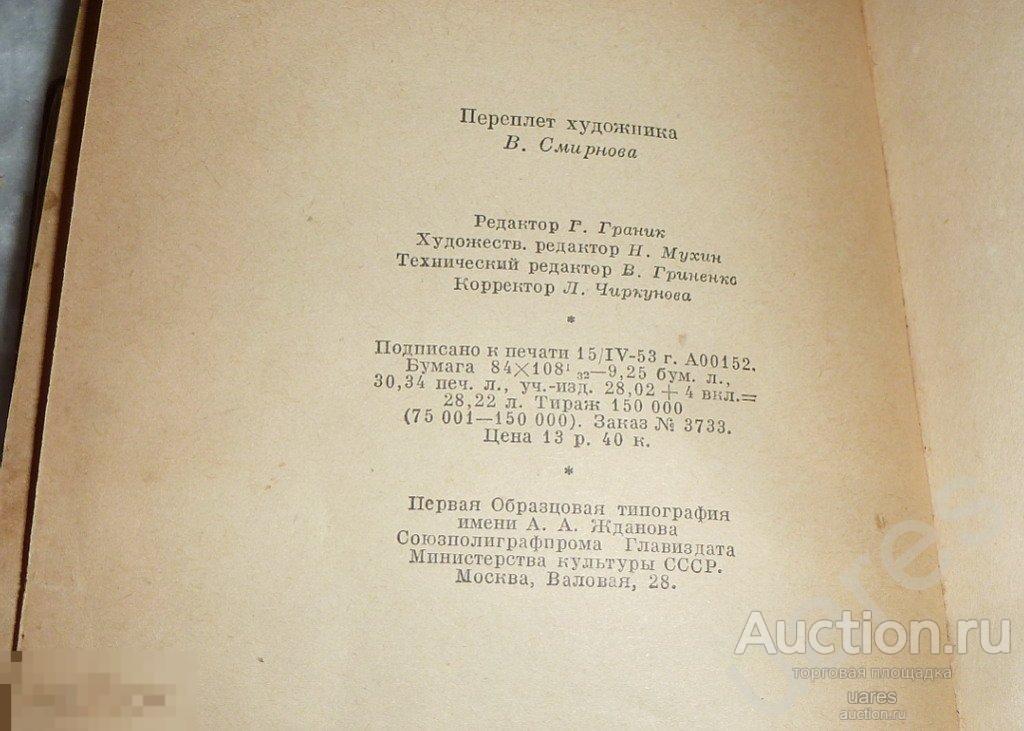 Переплет художника
В. Смирнова
Редактор Г. Граник
Художеств. редактор Н. Мухин
Технический редактор В. Гриненко
Корректор Л. Чиркунова
*
Подписано к печати 15/IV-53 г. А00152.
Бумага 84×108¹/₃₂—9,25 бум. л.,
30,34 печ. л., уч.-изд. 28,02 + 4 вкл.=
28,22 л. Тираж 150 000
(75 001—150 000). Заказ № 3733.
Цена 13 р. 40 к.
*
Первая Образцовая типография
имени А. А. Жданова
Союзполиграфпрома Главиздата
Министерства культуры СССР.
Москва, Валовая, 28.
Auction.ru
торговая площадка
uares
auction.ru
uares